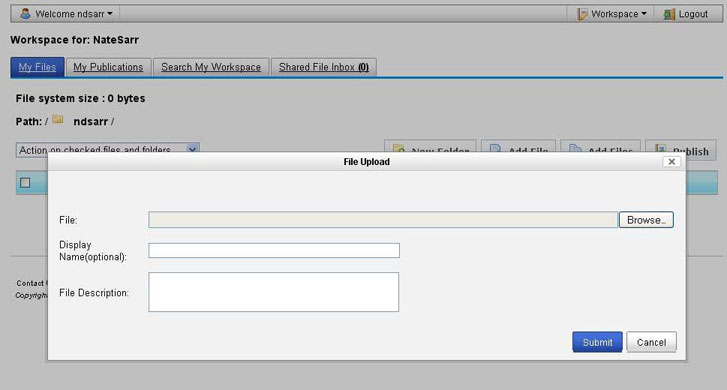 Welcome ndsarr
Workspace
Logout
Workspace for: NateSarr
My Files
My Publications
Search My Workspace
Shared File Inbox (0)
File system size : 0 bytes
Path: / ndsarr /
Action on checked files and folders
New Folder
Add File
Add Files
Publish
File Upload
File:
Browse..
Display
Name(optional):
File Description:
Contact
Copyright
Submit
Cancel